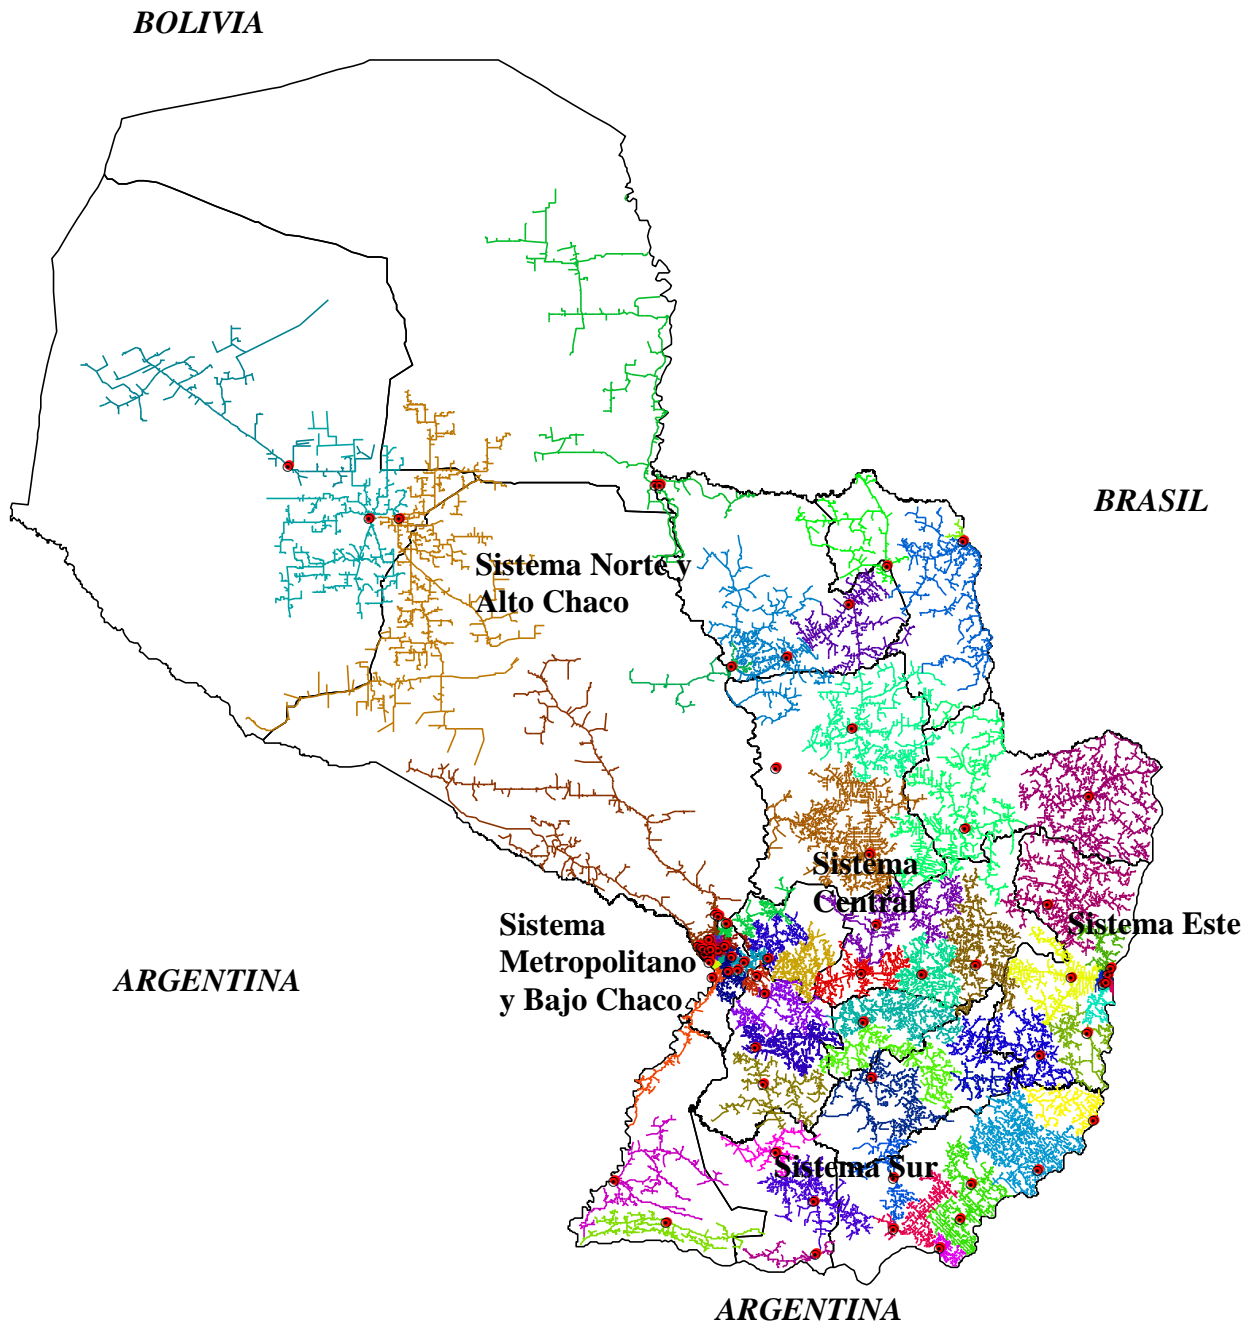 BOLIVIA
BRASIL
Sistema Norte y
Alto Chaco
Sistema
Central
Sistema
Metropolitano
y Bajo Chaco
Sistema Este
ARGENTINA
Sistema Sur
ARGENTINA